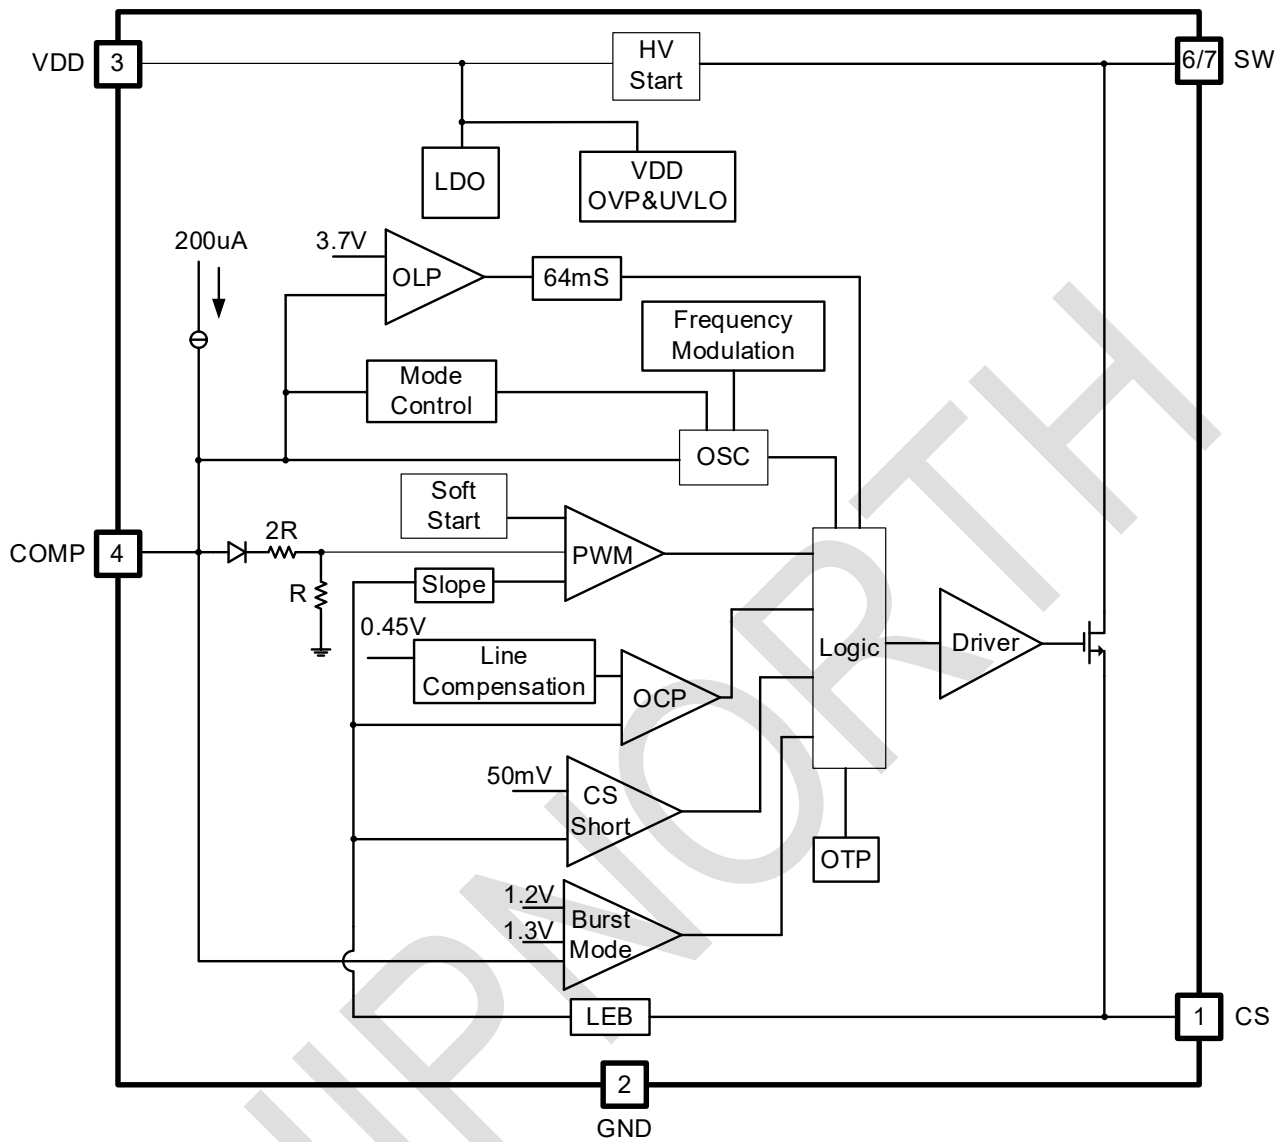 HV
Start
VDD
3
6/7
SW
LDO
VDD
OVP&UVLO
200uA
3.7V
OLP
64mS
Frequency
Modulation
Mode
Control
OSC
Soft
Start
COMP
4
2R
PWM
R
Slope
0.45V
Line
Compensation
OCP
Logic
Driver
50mV
CS
Short
OTP
1.2V
1.3V
Burst
Mode
LEB
1
CS
2
GND
IPNORTH